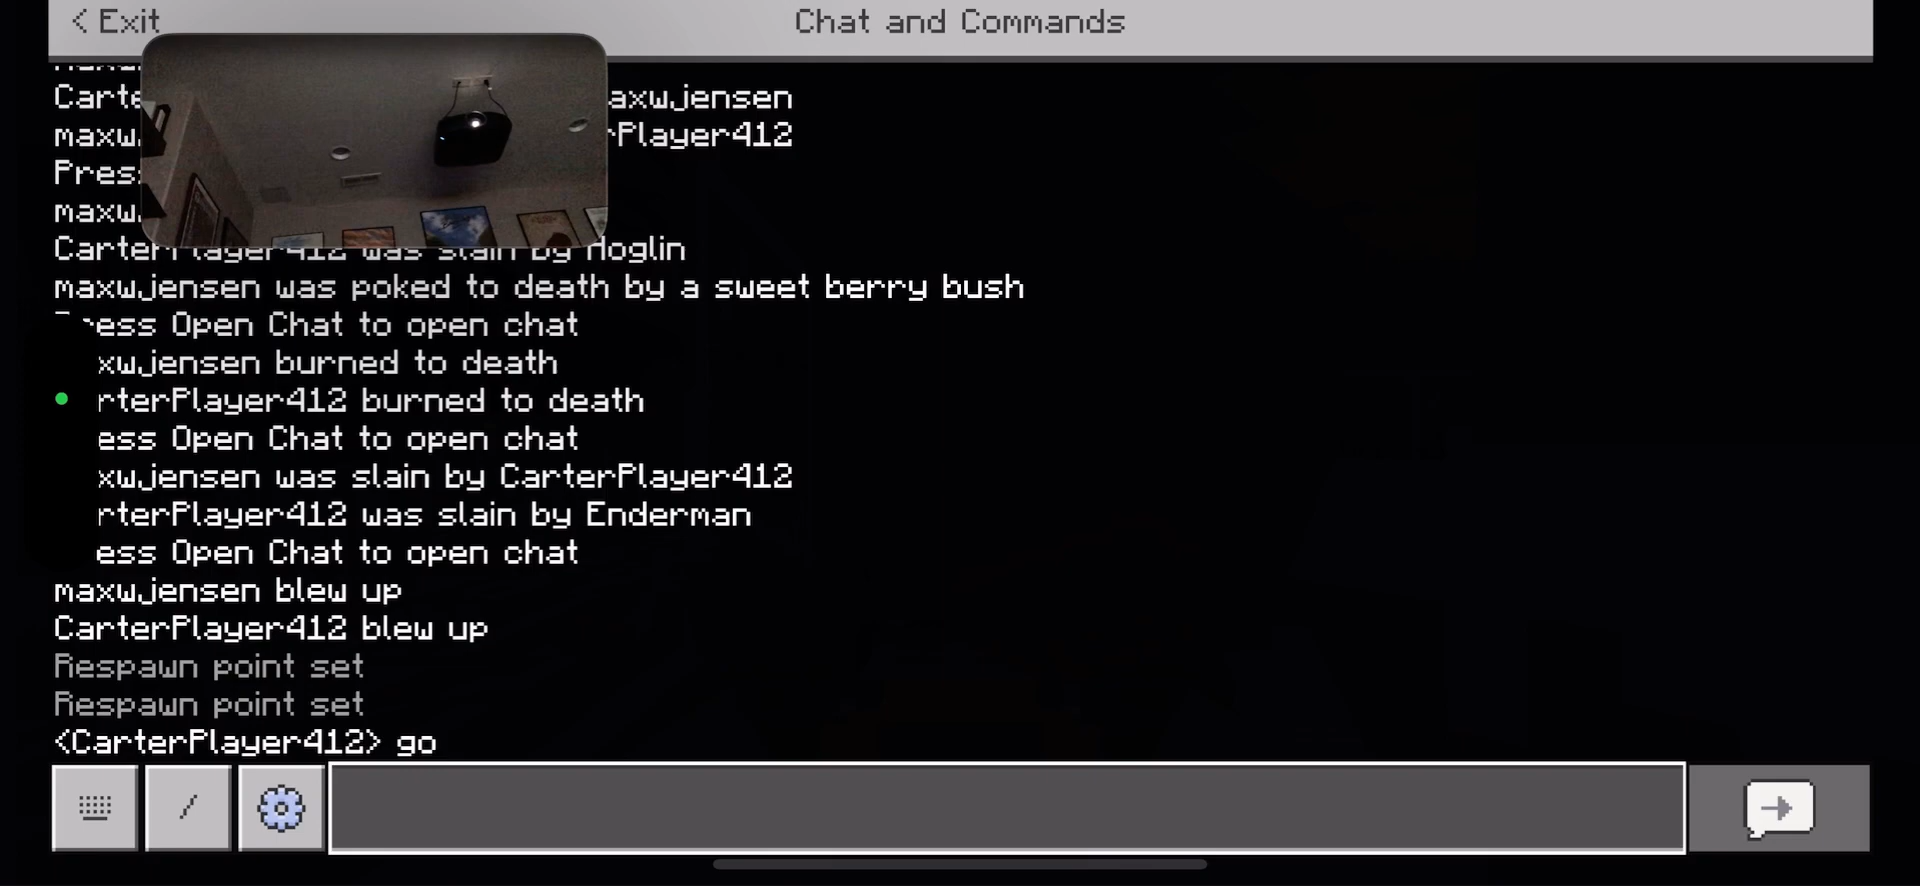 < Exit
Chat and Commands
Carte axwjensen
maxw Player412
Pres
maxw
CarterPlayer412 was slain by Hoglin
maxwjensen was poked to death by a sweet berry bush
ess Open Chat to open chat
xwjensen burned to death
rterPlayer412 burned to death
ess Open Chat to open chat
xwjensen was slain by CarterPlayer412
rterPlayer412 was slain by Enderman
ess Open Chat to open chat
maxwjensen blew up
CarterPlayer412 blew up
Respawn point set
Respawn point set
<CarterPlayer412> go
/